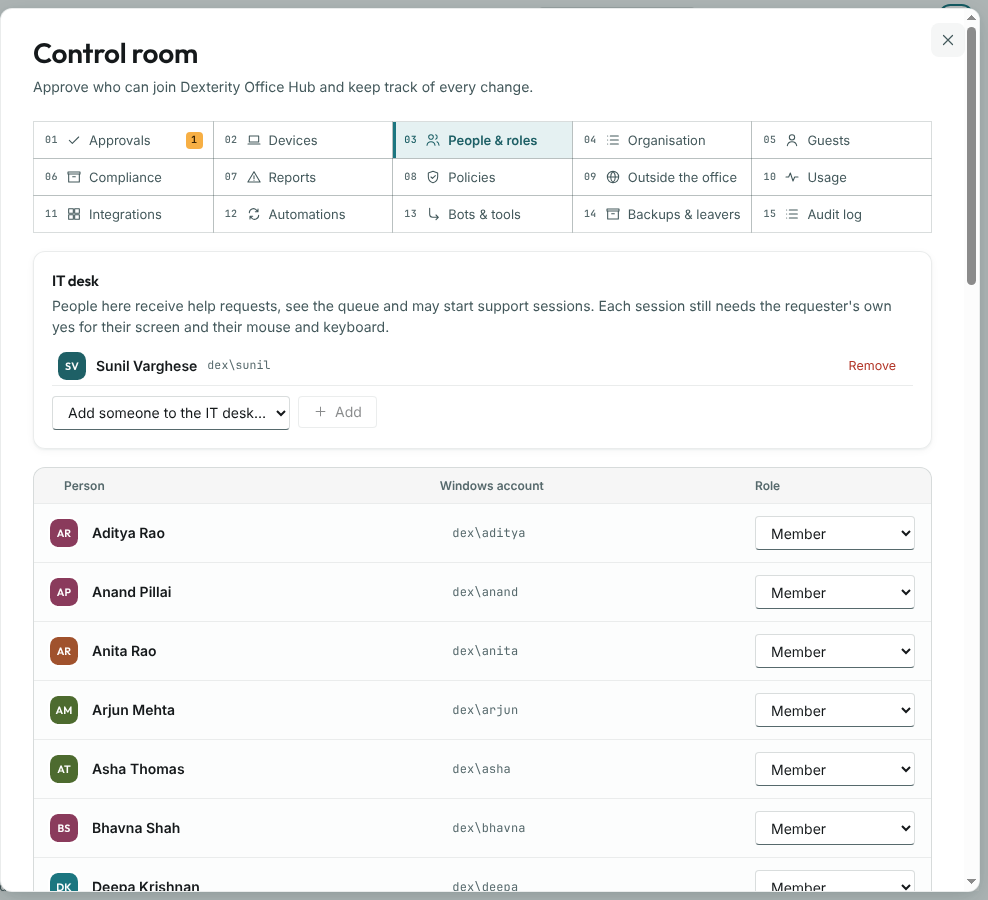 Control room
Approve who can join Dexterity Office Hub and keep track of every change.
01 Approvals 1 02 Devices 03 People & roles 04 Organisation 05 Guests
06 Compliance 07 Reports 08 Policies 09 Outside the office 10 Usage
11 Integrations 12 Automations 13 Bots & tools 14 Backups & leavers 15 Audit log
IT desk
People here receive help requests, see the queue and may start support sessions. Each session still needs the requester's own
yes for their screen and their mouse and keyboard.
SV Sunil Varghese dex\sunil Remove
Add someone to the IT desk... + Add
Person Windows account Role
AR Aditya Rao dex\aditya Member
AP Anand Pillai dex\anand Member
AR Anita Rao dex\anita Member
AM Arjun Mehta dex\arjun Member
AT Asha Thomas dex\asha Member
BS Bhavna Shah dex\bhavna Member
DK Deepa Krishnan dex\deepa Member